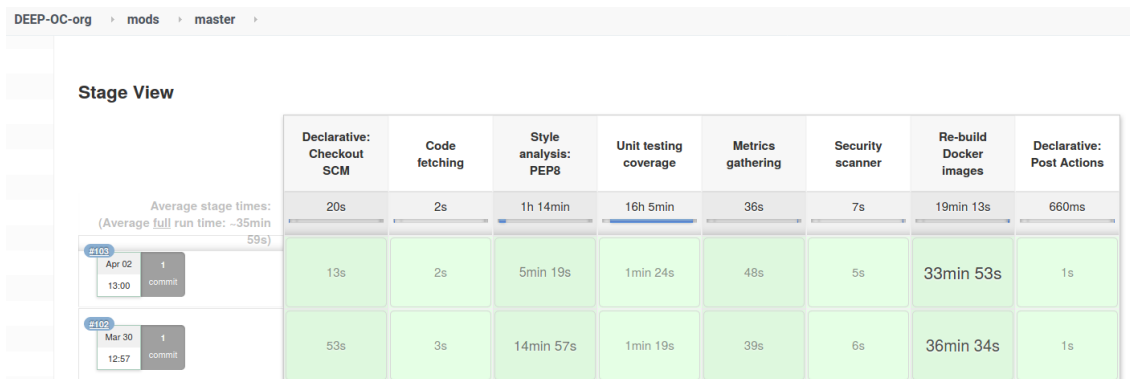 DEEP-OC-org › mods › master ›
Stage View
Declarative: Checkout SCM
Code fetching
Style analysis: PEP8
Unit testing coverage
Metrics gathering
Security scanner
Re-build Docker images
Declarative: Post Actions
Average stage times:
(Average full run time: ~35min
59s)
20s 2s 1h 14min 16h 5min 36s 7s 19min 13s 660ms
#103
Apr 02
13:00
1
commit
13s 2s 5min 19s 1min 24s 48s 5s 33min 53s 1s
#102
Mar 30
12:57
1
commit
53s 3s 14min 57s 1min 19s 39s 6s 36min 34s 1s